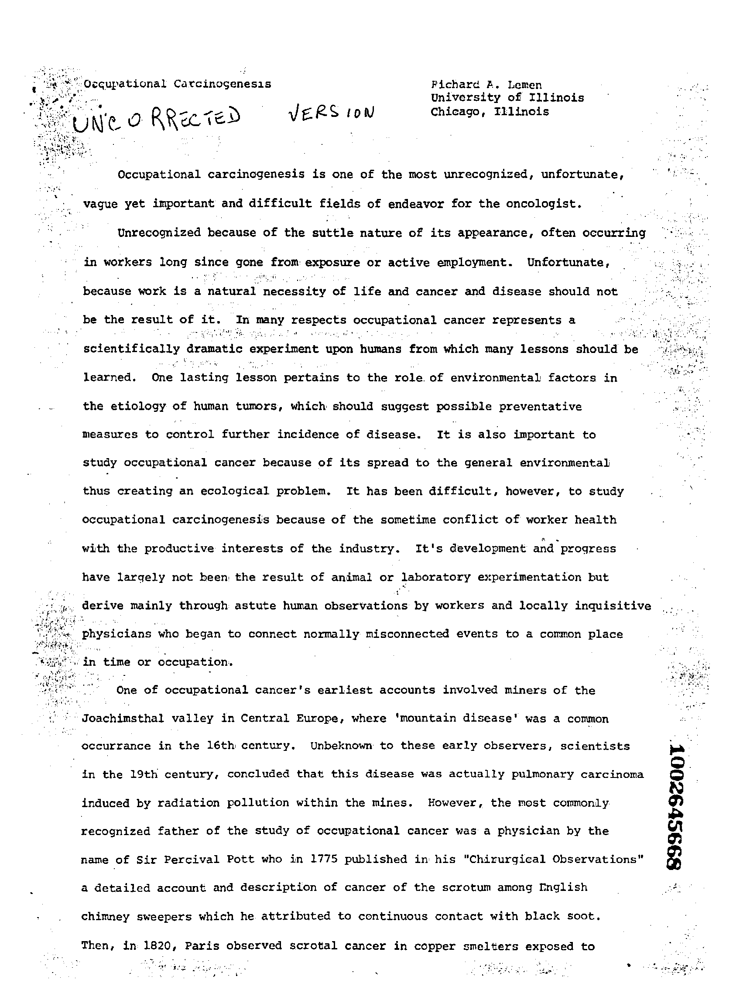 Occupational Carcinogenesis
Richard A. Lemen
University of Illinois
Chicago, Illinois
UNCORRECTED VERSION
Occupational carcinogenesis is one of the most unrecognized, unfortunate,
vague yet important and difficult fields of endeavor for the oncologist.
Unrecognized because of the suttle nature of its appearance, often occurring
in workers long since gone from exposure or active employment. Unfortunate,
because work is a natural necessity of life and cancer and disease should not
be the result of it. In many respects occupational cancer represents a
scientifically dramatic experiment upon humans from which many lessons should be
learned. One lasting lesson pertains to the role of environmental factors in
the etiology of human tumors, which should suggest possible preventative
measures to control further incidence of disease. It is also important to
study occupational cancer because of its spread to the general environmental
thus creating an ecological problem. It has been difficult, however, to study
occupational carcinogenesis because of the sometime conflict of worker health
with the productive interests of the industry. It's development and progress
have largely not been the result of animal or laboratory experimentation but
derive mainly through astute human observations by workers and locally inquisitive
physicians who began to connect normally misconnected events to a common place
in time or occupation.
One of occupational cancer's earliest accounts involved miners of the
Joachimsthal valley in Central Europe, where 'mountain disease' was a common
occurrance in the 16th century. Unbeknown to these early observers, scientists
in the 19th century, concluded that this disease was actually pulmonary carcinoma
induced by radiation pollution within the mines. However, the most commonly
recognized father of the study of occupational cancer was a physician by the
name of Sir Percival Pott who in 1775 published in his "Chirurgical Observations"
a detailed account and description of cancer of the scrotum among English
chimney sweepers which he attributed to continuous contact with black soot.
Then, in 1820, Paris observed scrotal cancer in copper smelters exposed to
1002645668